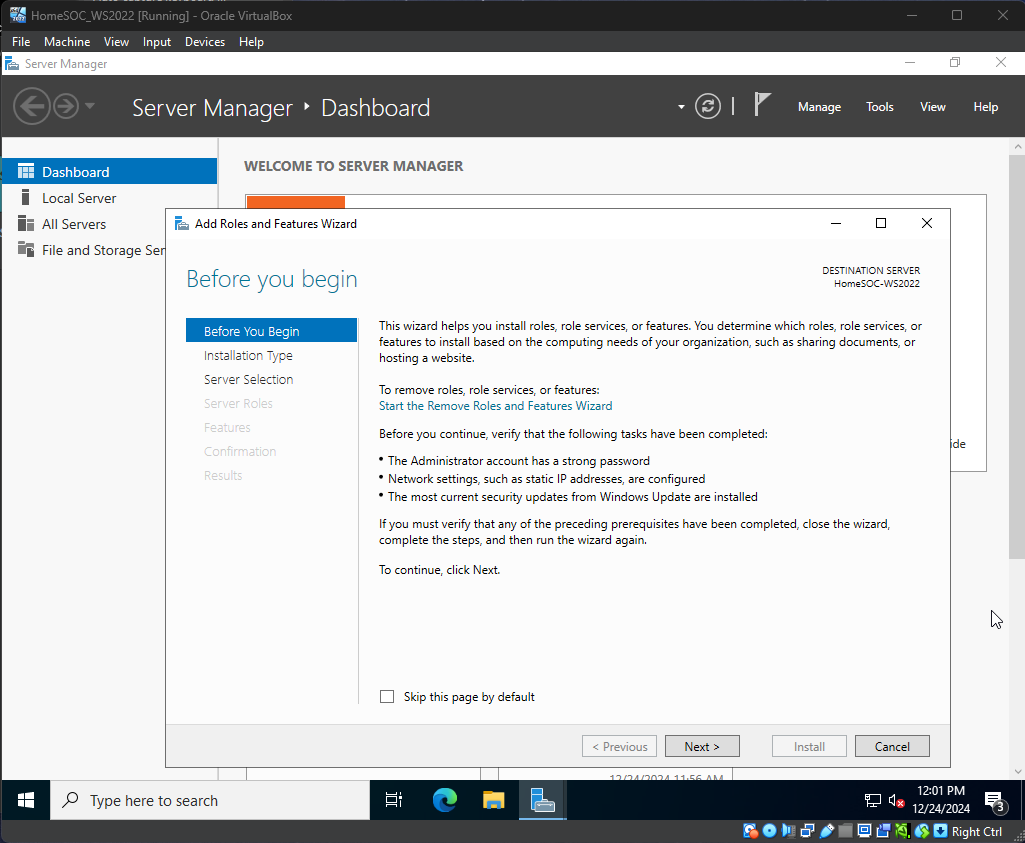 HomeSOC_WS2022 [Running] - Oracle VirtualBox
File Machine View Input Devices Help
Server Manager
Server Manager ‣ Dashboard
Manage Tools View Help
Dashboard
Local Server
All Servers
File and Storage Ser
WELCOME TO SERVER MANAGER
Add Roles and Features Wizard
Before you begin
DESTINATION SERVER
HomeSOC-WS2022
Before You Begin
Installation Type
Server Selection
Server Roles
Features
Confirmation
Results
This wizard helps you install roles, role services, or features. You determine which roles, role services, or
features to install based on the computing needs of your organization, such as sharing documents, or
hosting a website.
To remove roles, role services, or features:
Start the Remove Roles and Features Wizard
Before you continue, verify that the following tasks have been completed:
• The Administrator account has a strong password
• Network settings, such as static IP addresses, are configured
• The most current security updates from Windows Update are installed
If you must verify that any of the preceding prerequisites have been completed, close the wizard,
complete the steps, and then run the wizard again.
To continue, click Next.
Skip this page by default
ide
< Previous Next > Install Cancel
12/24/2024 11:56 AM
Type here to search
12:01 PM
12/24/2024
3
Right Ctrl